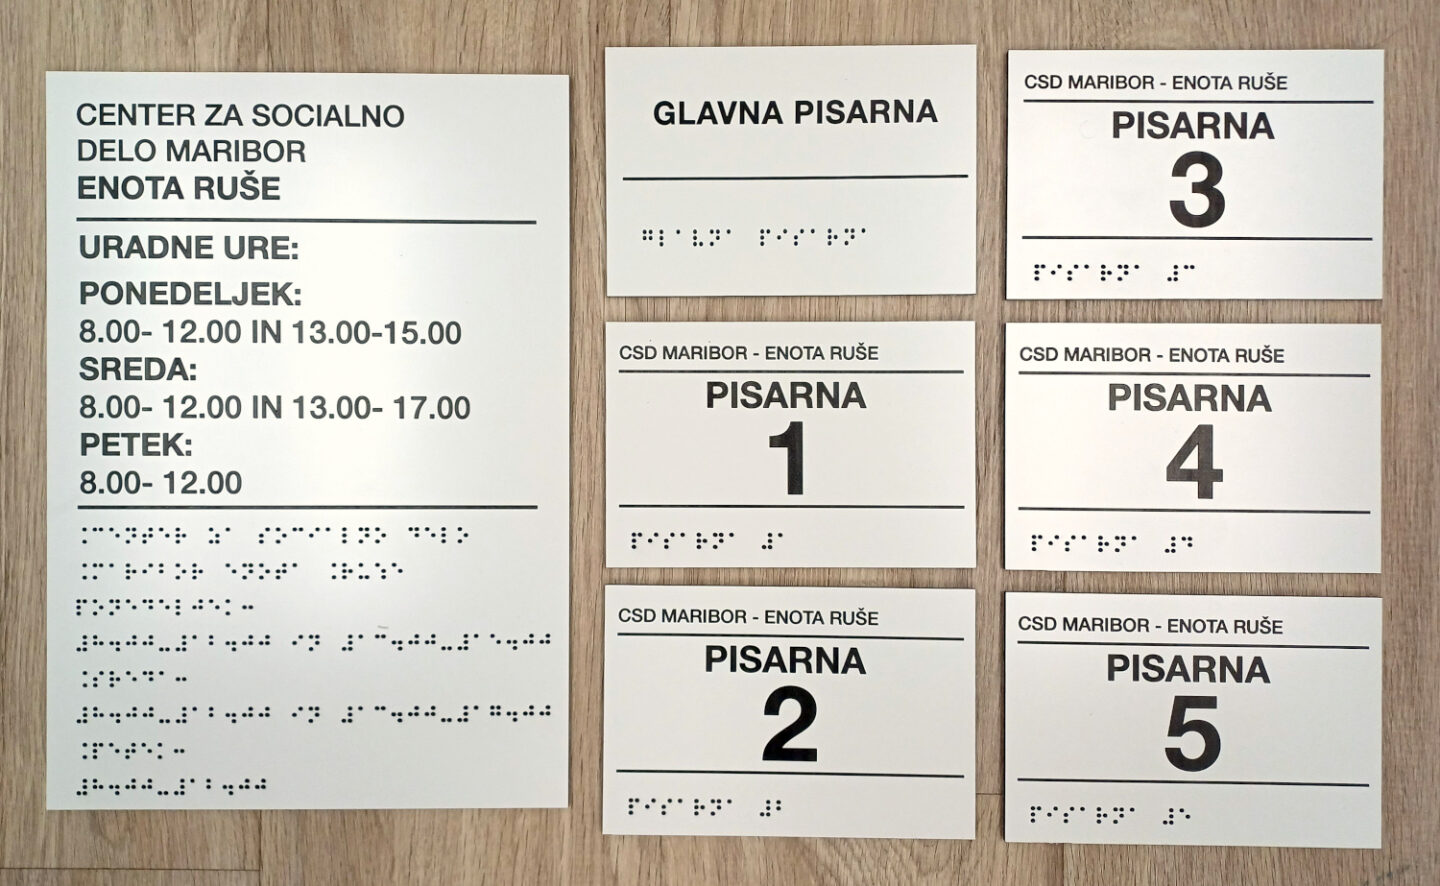 CENTER ZA SOCIALNO
DELO MARIBOR
ENOTA RUŠE
URADNE URE:
PONEDELJEK:
8.00- 12.00 IN 13.00-15.00
SREDA:
8.00- 12.00 IN 13.00- 17.00
PETEK:
8.00- 12.00
GLAVNA PISARNA
⠛⠇⠁⠧⠝⠁ ⠏⠊⠎⠁⠗⠝⠁
CSD MARIBOR - ENOTA RUŠE
PISARNA
1
⠏⠊⠎⠁⠗⠝⠁ ⠼⠁
CSD MARIBOR - ENOTA RUŠE
PISARNA
2
⠏⠊⠎⠁⠗⠝⠁ ⠼⠃
CSD MARIBOR - ENOTA RUŠE
PISARNA
3
⠏⠊⠎⠁⠗⠝⠁ ⠼⠉
CSD MARIBOR - ENOTA RUŠE
PISARNA
4
⠏⠊⠎⠁⠗⠝⠁ ⠼⠙
CSD MARIBOR - ENOTA RUŠE
PISARNA
5
⠏⠊⠎⠁⠗⠝⠁ ⠼⠑